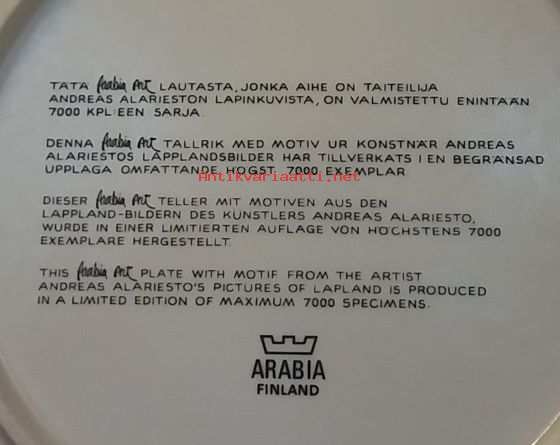 TÄTÄ Arabia Art LAUTASTA, JONKA AIHE ON TAITEILIJA
ANDREAS ALARIESTON LAPINKUVISTA, ON VALMISTETTU ENINTÄÄN
7000 KPL:EEN SARJA.
DENNA Arabia Art TALLRIK MED MOTIV UR KONSTNÄR ANDREAS
ALARIESTOS LAPPLANDSBILDER HAR TILLVERKATS I EN BEGRÄNSAD
UPPLAGA OMFATTANDE HÖGST 7000 EXEMPLAR
Antikvariaatti.net
DIESER Arabia Art TELLER MIT MOTIVEN AUS DEN
LAPPLAND-BILDERN DES KÜNSTLERS ANDREAS ALARIESTO,
WURDE IN EINER LIMITIERTEN AUFLAGE VON HÖCHSTENS 7000
EXEMPLARE HERGESTELLT.
THIS Arabia Art PLATE WITH MOTIF FROM THE ARTIST
ANDREAS ALARIESTO'S PICTURES OF LAPLAND IS PRODUCED
IN A LIMITED EDITION OF MAXIMUM 7000 SPECIMENS.
ARABIA
FINLAND